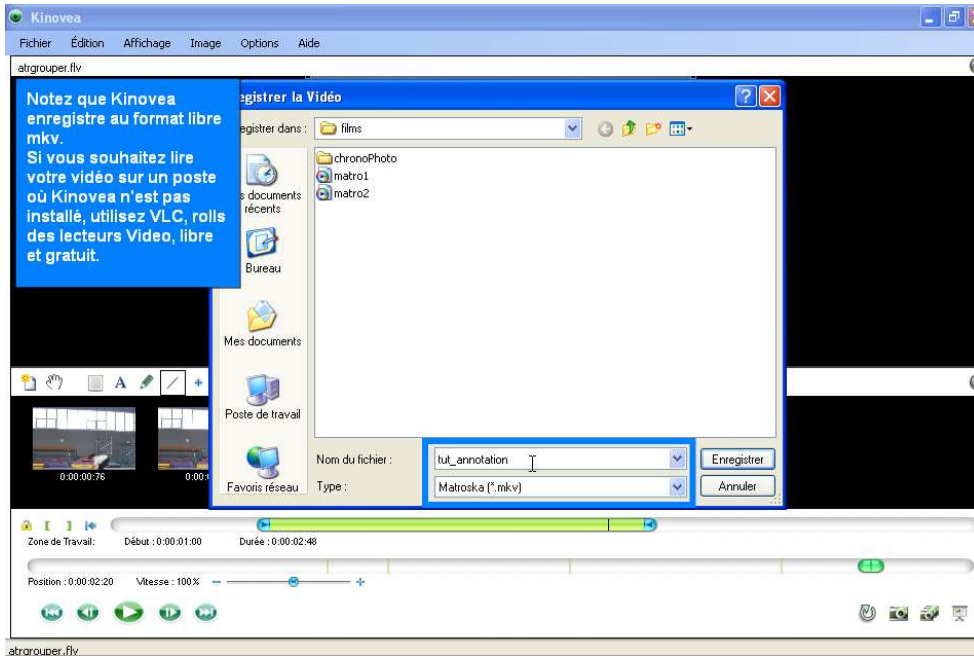 Kinovea
Fichier Édition Affichage Image Options Aide
atrgrouper.flv
Notez que Kinovea
enregistre au format libre
mkv.
Si vous souhaitez lire
votre vidéo sur un poste
où Kinovea n'est pas
installé, utilisez VLC, rolls
des lecteurs Video, libre
et gratuit.
egistrer la Vidéo
egistrer dans : films
chronoPhoto
matro1
matro2
s documents
récents
Bureau
Mes documents
Poste de travail
Favoris réseau
Nom du fichier : tut_annotation Enregistrer
Type : Matroska (*.mkv) Annuler
A
0:00:00:76
Zone de Travail: Début : 0:00:01:00 Durée : 0:00:02:48
Position : 0:00:02:20 Vitesse : 100%
atrgrouper.flv